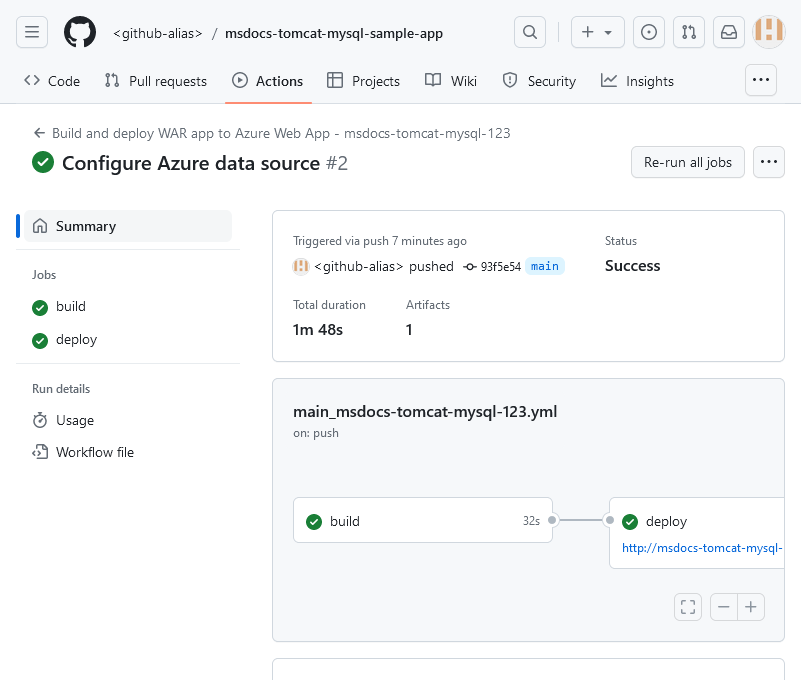 <github-alias> / msdocs-tomcat-mysql-sample-app
Code Pull requests Actions Projects Wiki Security Insights
Build and deploy WAR app to Azure Web App - msdocs-tomcat-mysql-123
Configure Azure data source #2
Re-run all jobs
Summary
Jobs
build
deploy
Run details
Usage
Workflow file
Triggered via push 7 minutes ago
<github-alias> pushed 93f5e54 main
Status
Success
Total duration
1m 48s
Artifacts
1
main_msdocs-tomcat-mysql-123.yml
on: push
build 32s
deploy
http://msdocs-tomcat-mysql-